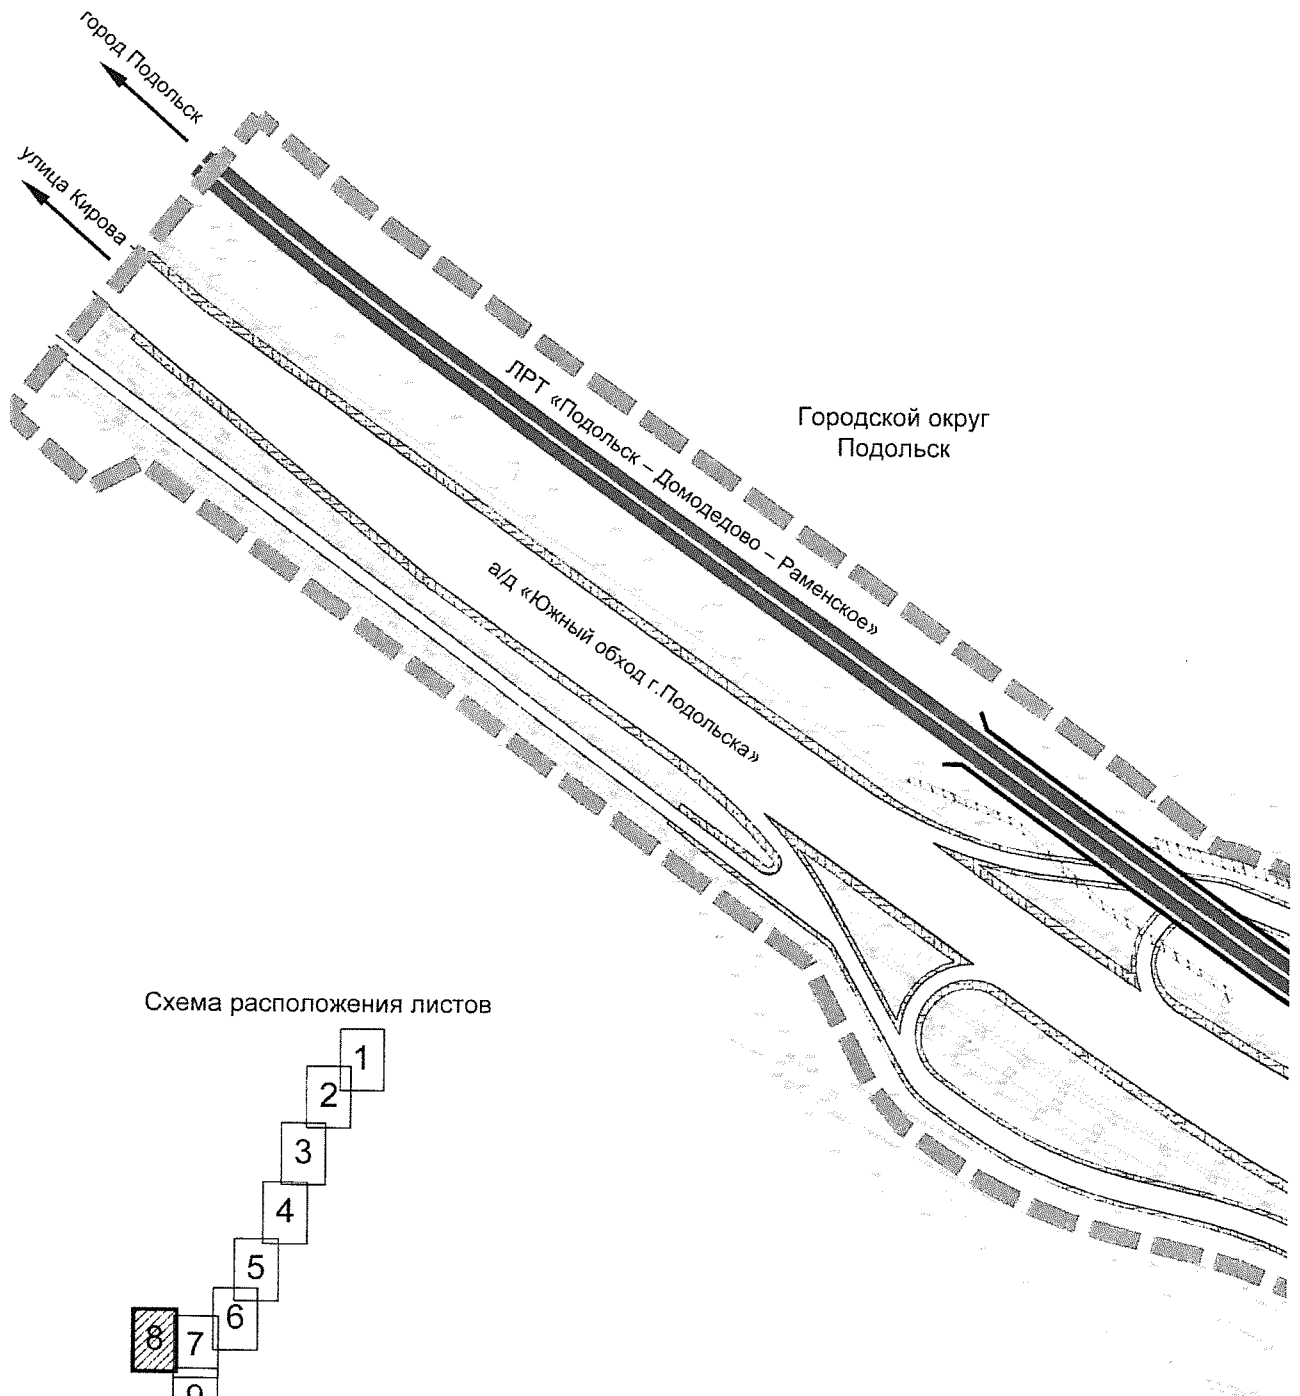 город Подольск
улица Кирова
ЛРТ «Подольск – Домодедово – Раменское»
Городской округ
Подольск
а/д «Южный обход г.Подольска»
Схема расположения листов
1
2
3
4
5
6
8
7
9